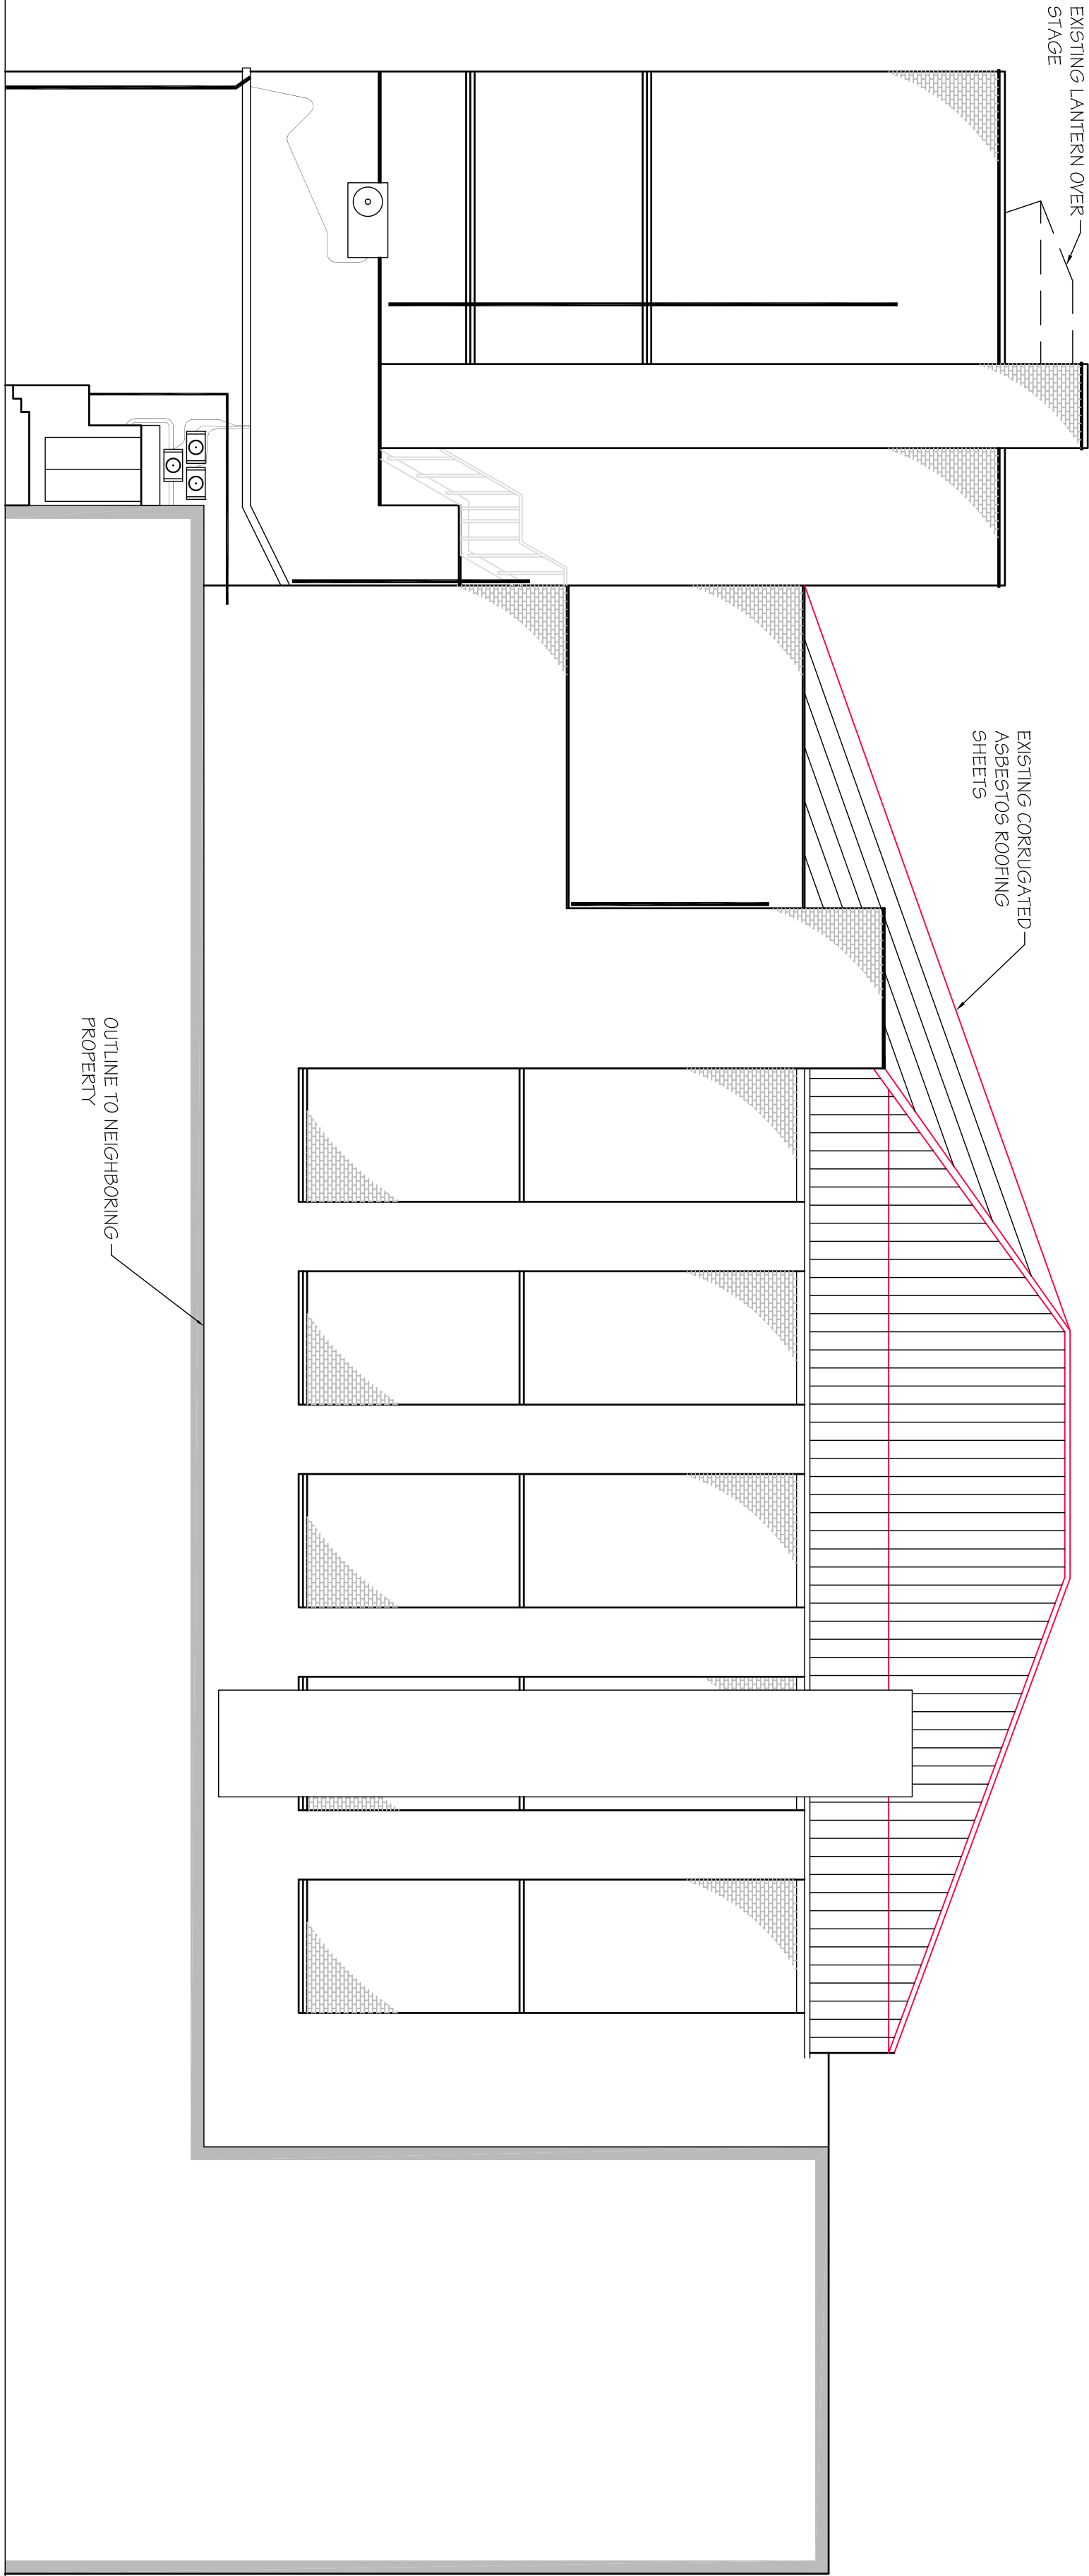 EXISTING LANTERN OVER
STAGE
EXISTING CORRUGATED
ASBESTOS ROOFING
SHEETS
OUTLINE TO NEIGHBORING
PROPERTY